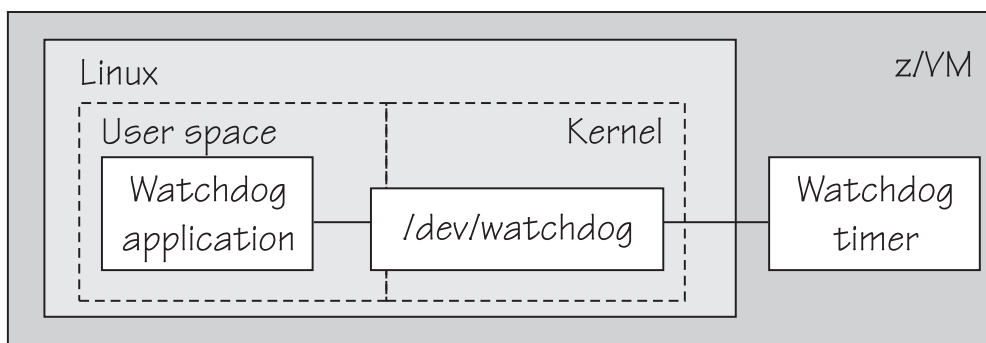 z/VM
Linux
User space
Kernel
Watchdog
application
/dev/watchdog
Watchdog
timer